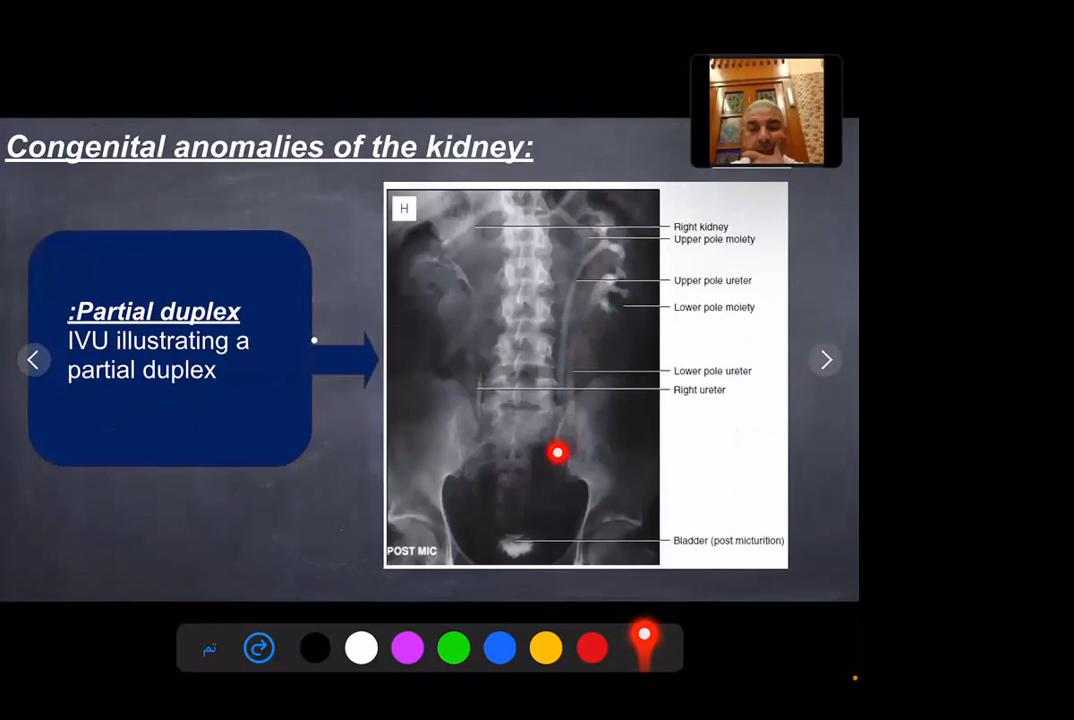 Congenital anomalies of the kidney:
:Partial duplex
IVU illustrating a
partial duplex
H
Right kidney
Upper pole moiety
Upper pole ureter
Lower pole moiety
Lower pole ureter
Right ureter
Bladder (post micturition)
POST MIC
تم